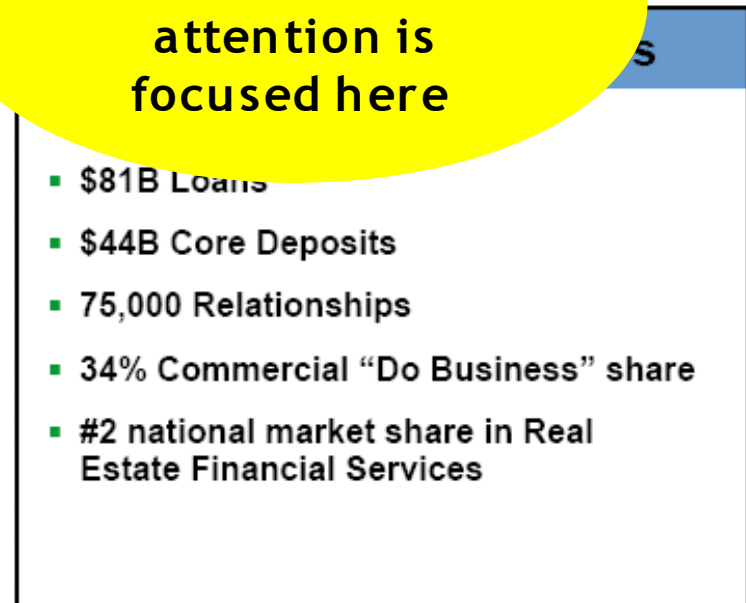 attention is
focused here
s
▪ $81B Loans
▪ $44B Core Deposits
▪ 75,000 Relationships
▪ 34% Commercial “Do Business” share
▪ #2 national market share in Real
Estate Financial Services